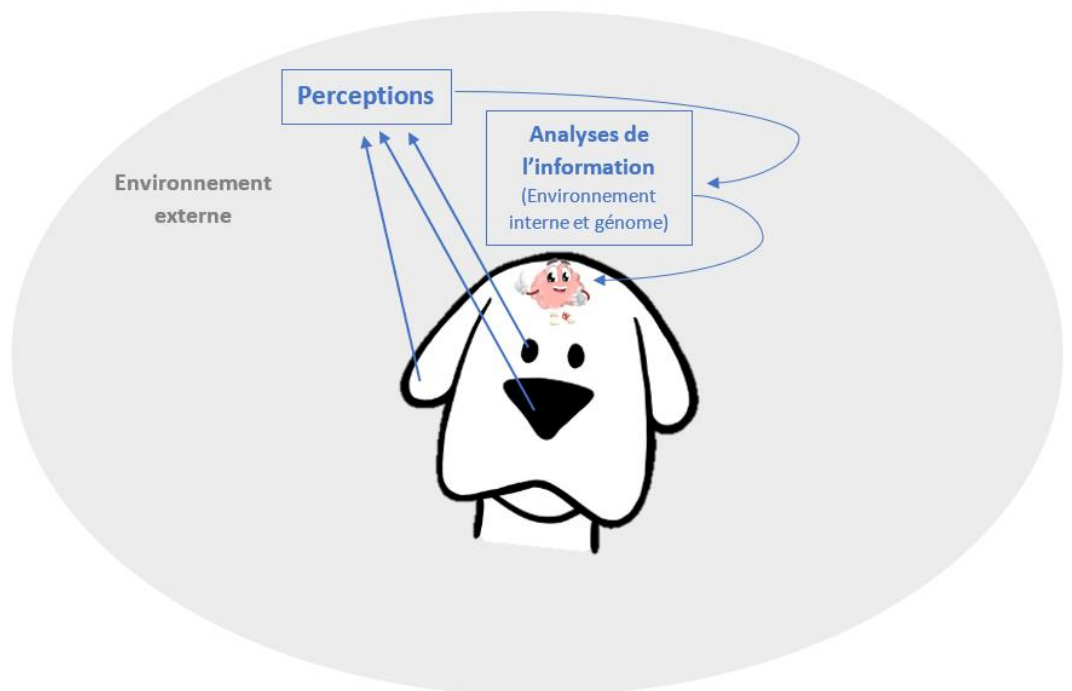 Perceptions
Analyses de
l’information
(Environnement
interne et génome)
Environnement
externe